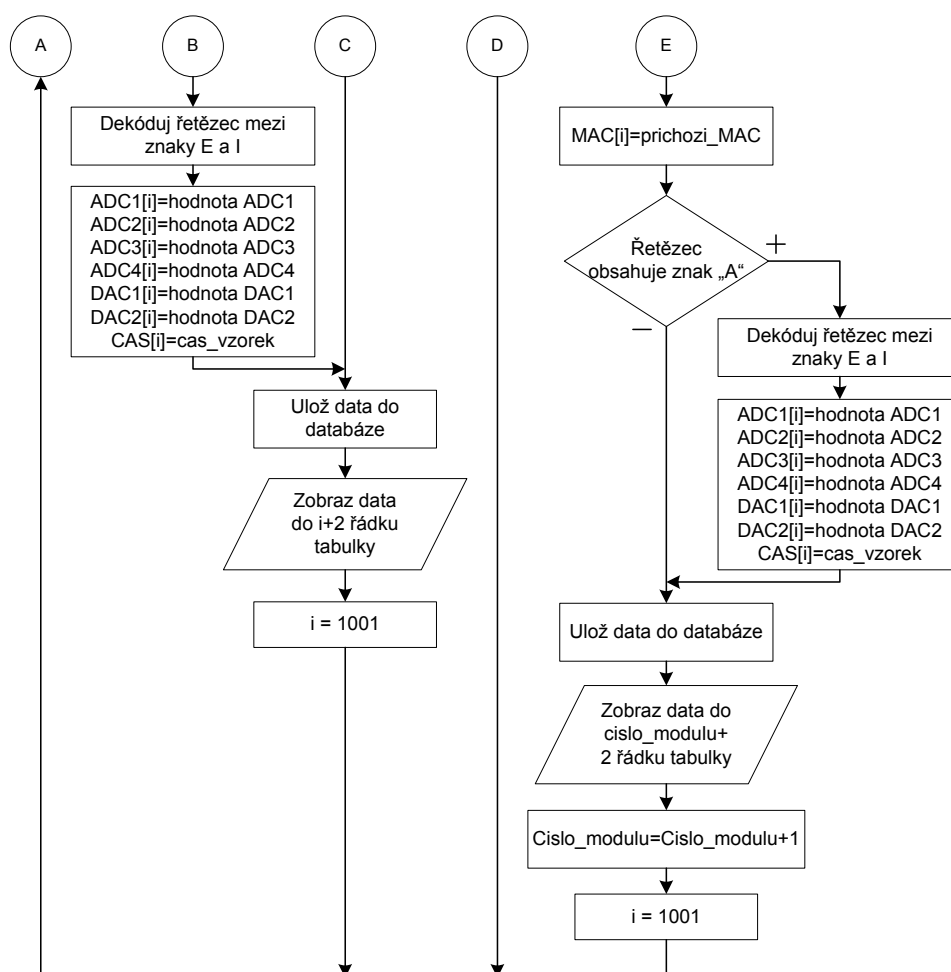 A
B
C
D
E
Dekóduj řetězec mezi
znaky E a I
ADC1[i]=hodnota ADC1
ADC2[i]=hodnota ADC2
ADC3[i]=hodnota ADC3
ADC4[i]=hodnota ADC4
DAC1[i]=hodnota DAC1
DAC2[i]=hodnota DAC2
CAS[i]=cas_vzorek
Ulož data do
databáze
Zobraz data
do i+2 řádku
tabulky
i = 1001
MAC[i]=prichozi_MAC
Řetězec
obsahuje znak „A“
+
–
Dekóduj řetězec mezi
znaky E a I
ADC1[i]=hodnota ADC1
ADC2[i]=hodnota ADC2
ADC3[i]=hodnota ADC3
ADC4[i]=hodnota ADC4
DAC1[i]=hodnota DAC1
DAC2[i]=hodnota DAC2
CAS[i]=cas_vzorek
Ulož data do databáze
Zobraz data do
cislo_modulu+
2 řádku tabulky
Cislo_modulu=Cislo_modulu+1
i = 1001